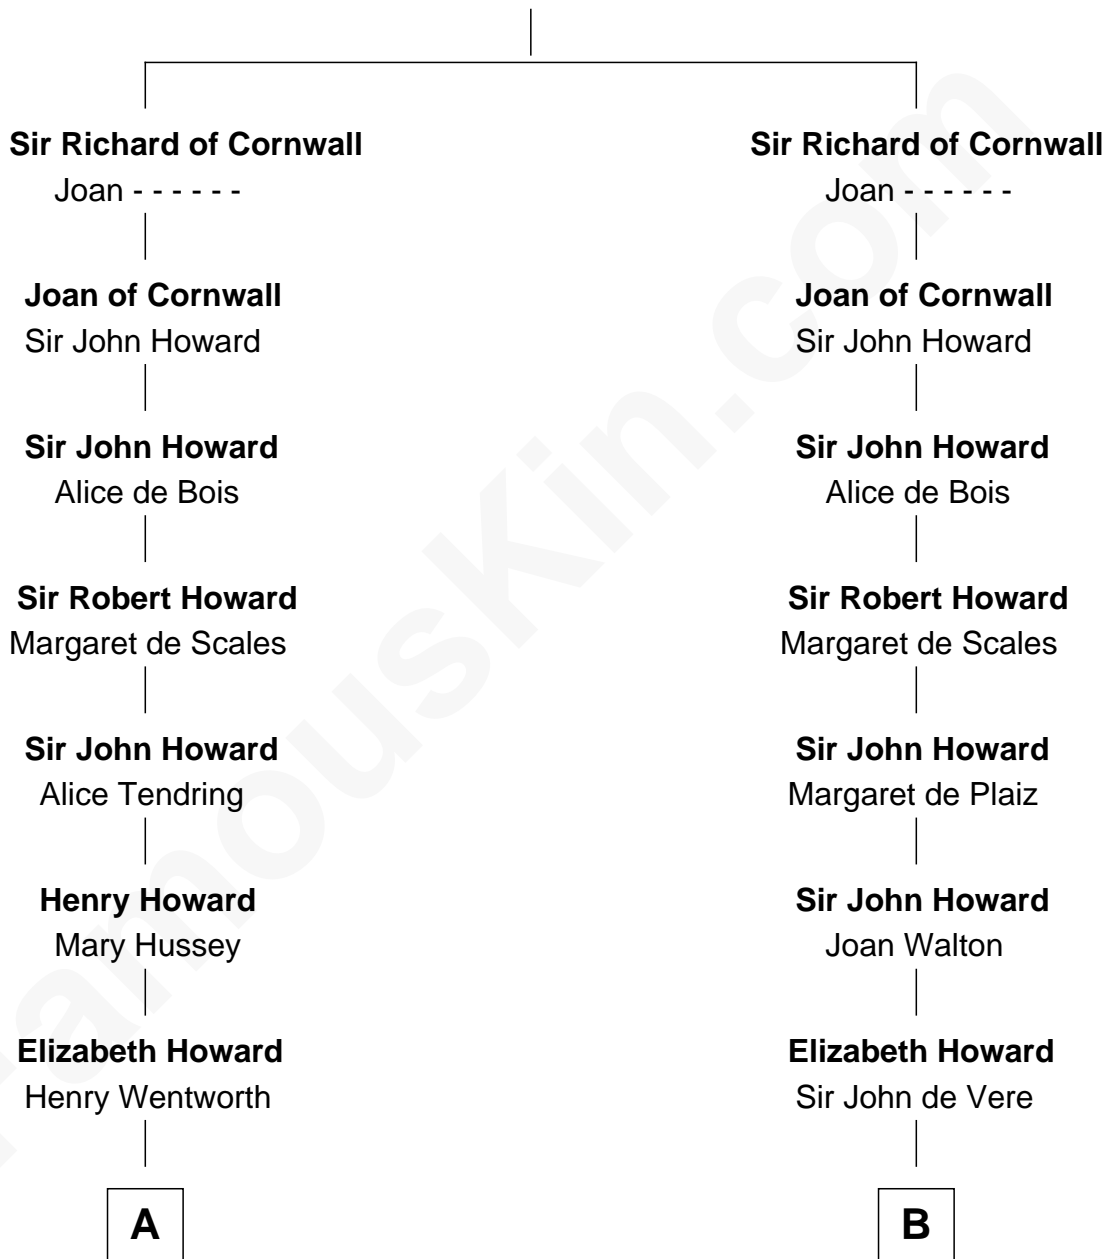 Sir Richard of Cornwall
Joan - - - - - -
Joan of Cornwall
Sir John Howard
Sir John Howard
Alice de Bois
Sir Robert Howard
Margaret de Scales
Sir John Howard
Alice Tendring
Henry Howard
Mary Hussey
Elizabeth Howard
Henry Wentworth
A
Sir Richard of Cornwall
Joan - - - - - -
Joan of Cornwall
Sir John Howard
Sir John Howard
Alice de Bois
Sir Robert Howard
Margaret de Scales
Sir John Howard
Margaret de Plaiz
Sir John Howard
Joan Walton
Elizabeth Howard
Sir John de Vere
B
FamousKin.com